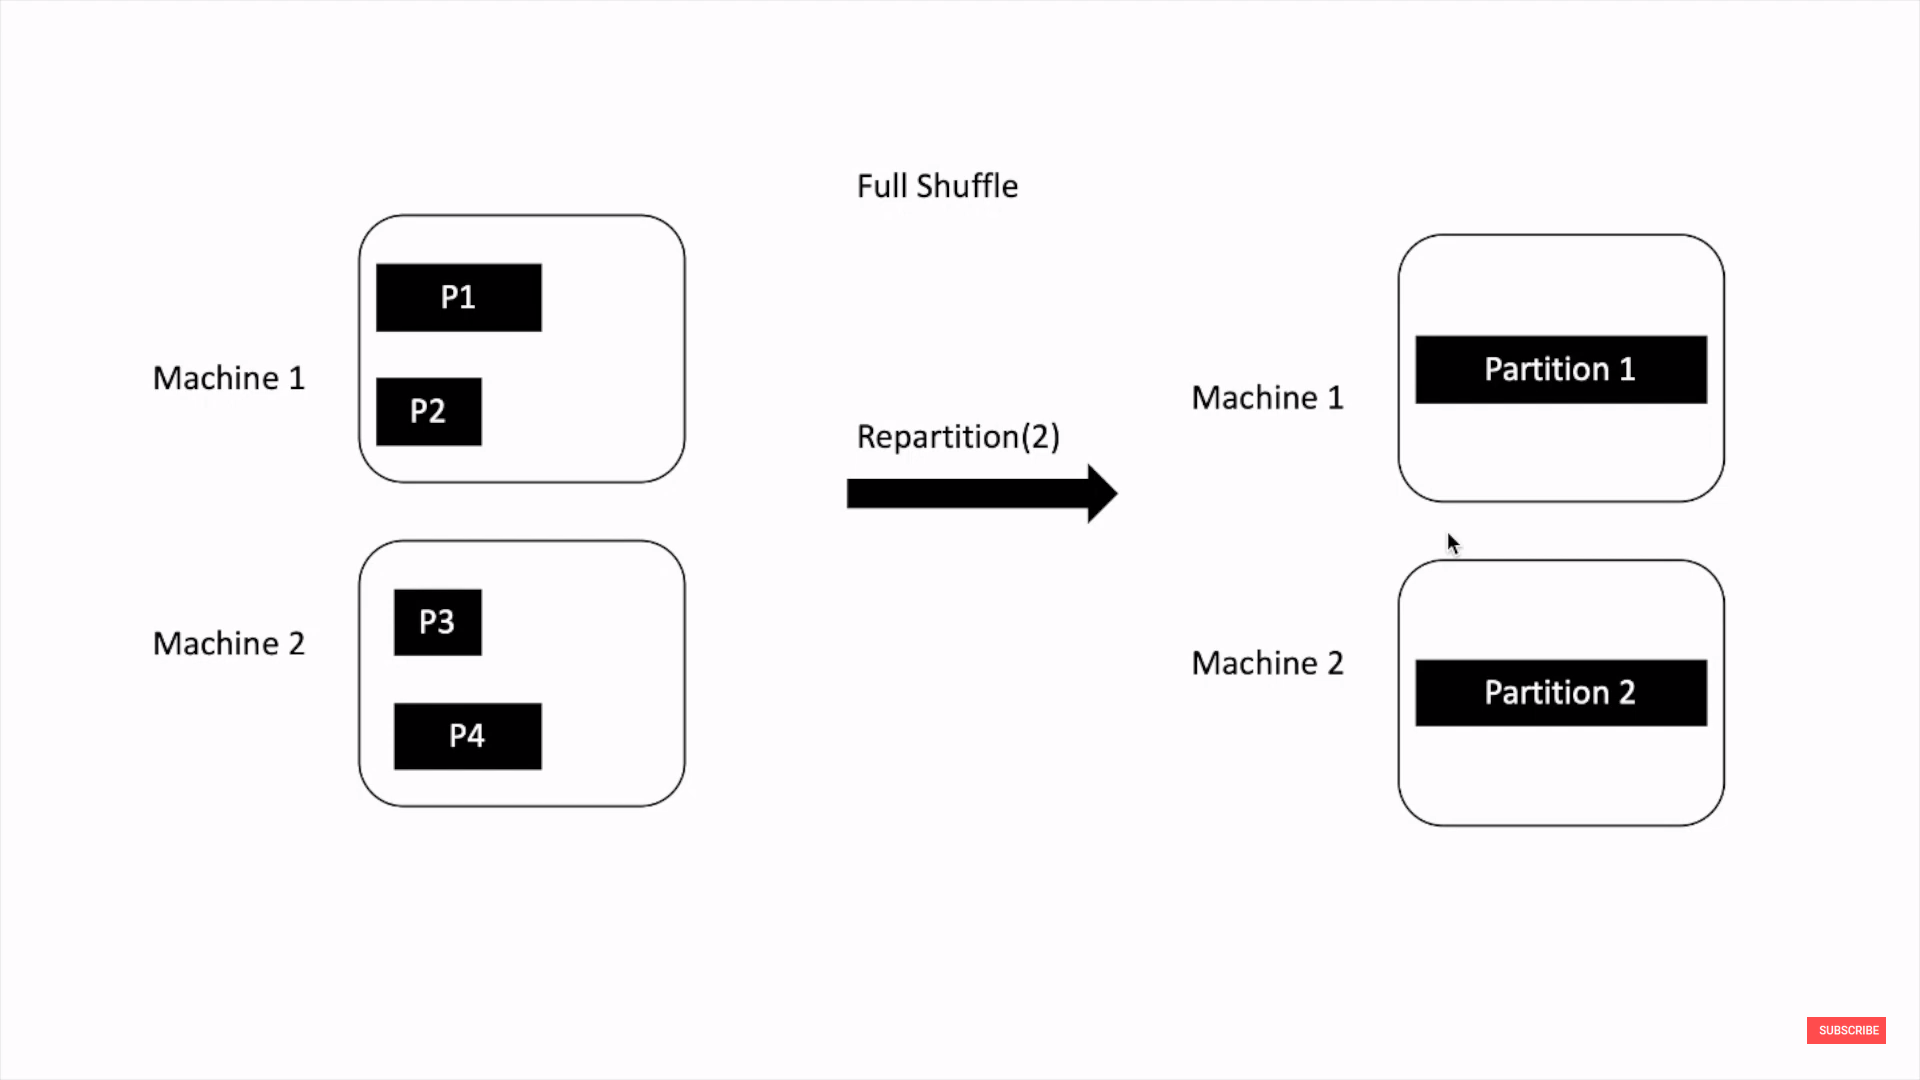 Full Shuffle
P1
Machine 1
P2
Repartition(2)
P3
Machine 2
P4
Partition 1
Machine 1
Machine 2
Partition 2
SUBSCRIBE